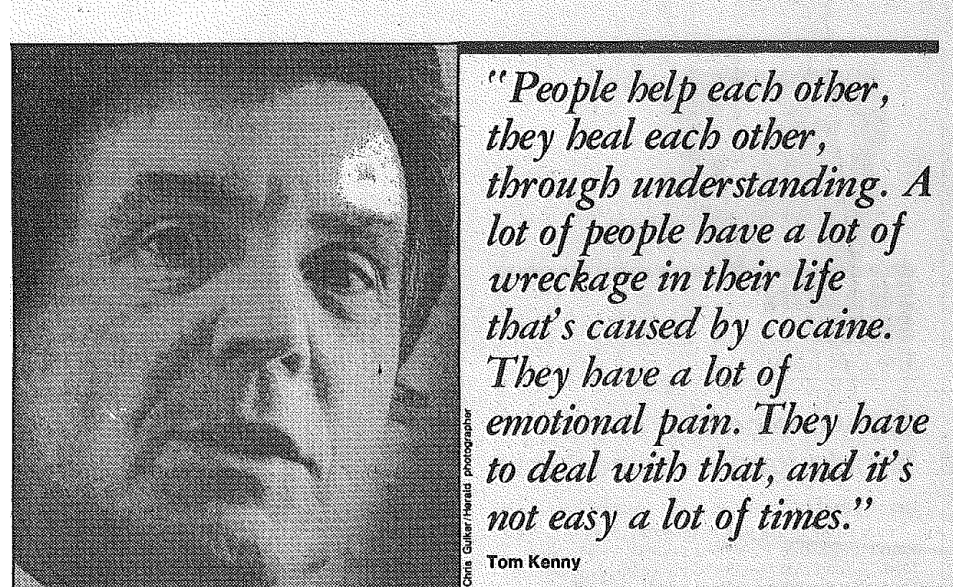 "People help each other,
they heal each other,
through understanding. A
lot of people have a lot of
wreckage in their life
that's caused by cocaine.
They have a lot of
emotional pain. They have
to deal with that, and it's
not easy a lot of times."
Tom Kenny
Chris Gulker/Herald photographer